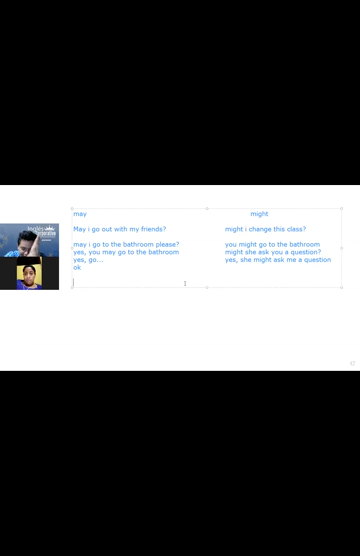 may
might
May i go out with my friends?
might i change this class?
may i go to the bathroom please?
you might go to the bathroom
yes, you may go to the bathroom
might she ask you a question?
yes, go...
yes, she might ask me a question
ok